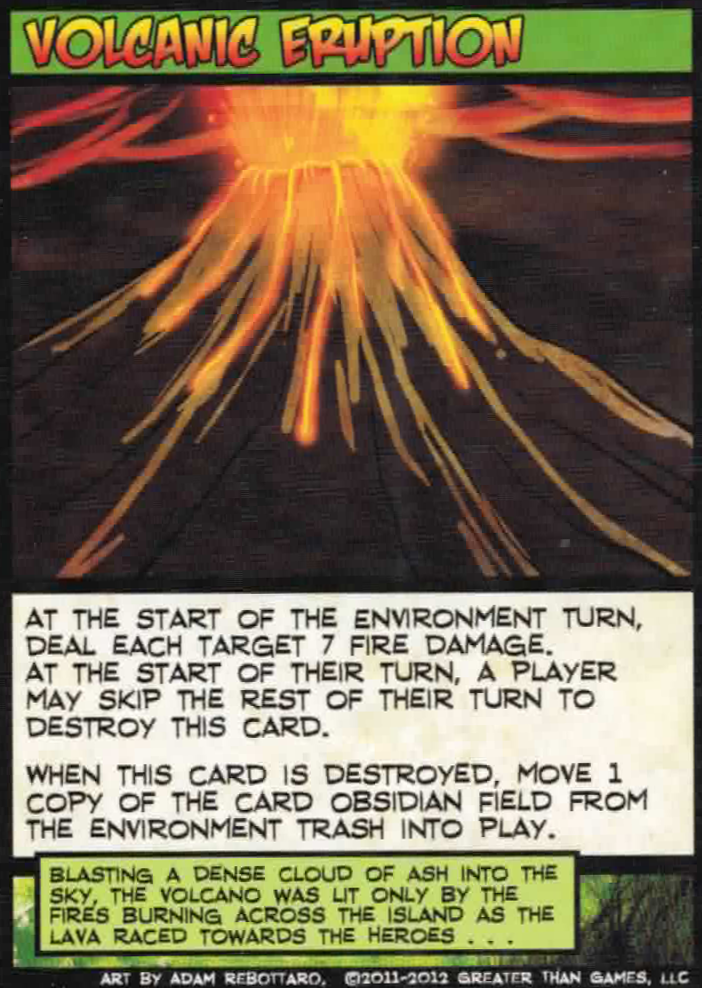 VOLCANIC ERUPTION
AT THE START OF THE ENVIRONMENT TURN,
DEAL EACH TARGET 7 FIRE DAMAGE.
AT THE START OF THEIR TURN, A PLAYER
MAY SKIP THE REST OF THEIR TURN TO
DESTROY THIS CARD.
WHEN THIS CARD IS DESTROYED, MOVE 1
COPY OF THE CARD OBSIDIAN FIELD FROM
THE ENVIRONMENT TRASH INTO PLAY.
BLASTING A DENSE CLOUD OF ASH INTO THE
SKY, THE VOLCANO WAS LIT ONLY BY THE
FIRES BURNING ACROSS THE ISLAND AS THE
LAVA RACED TOWARDS THE HEROES . . .
ART BY ADAM REBOTTARO, ©2011-2012 GREATER THAN GAMES, LLC